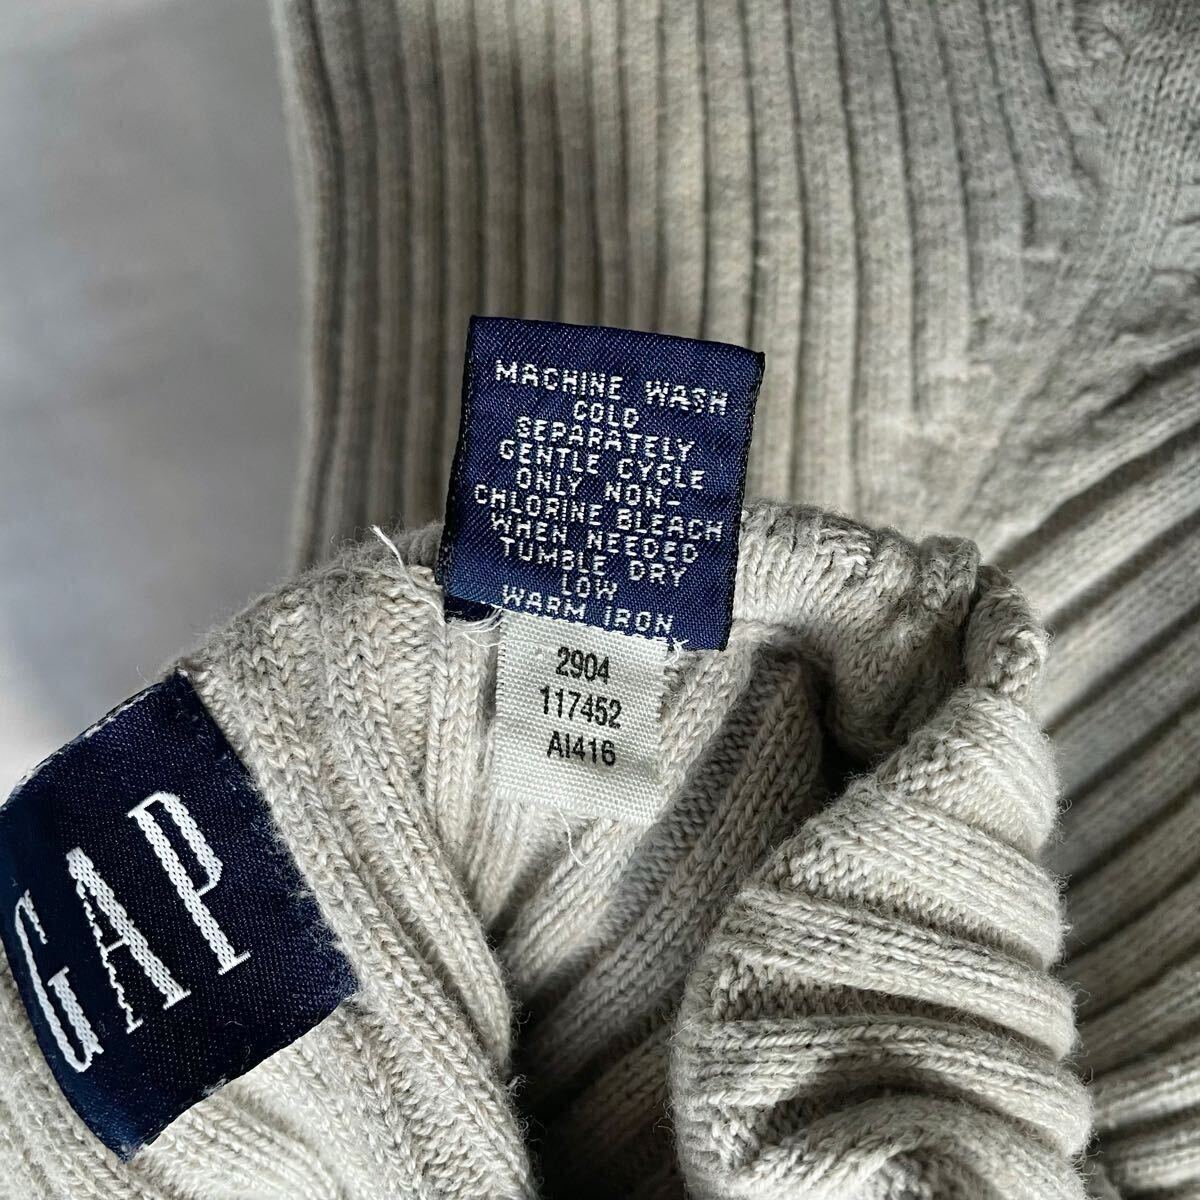 MACHINE WASH
COLD
SEPARATELY
GENTLE CYCLE
ONLY NON-
CHLORINE BLEACH
WHEN NEEDED
TUMBLE DRY
LOW
WARM IRON
2904
117452
AI416
GAP